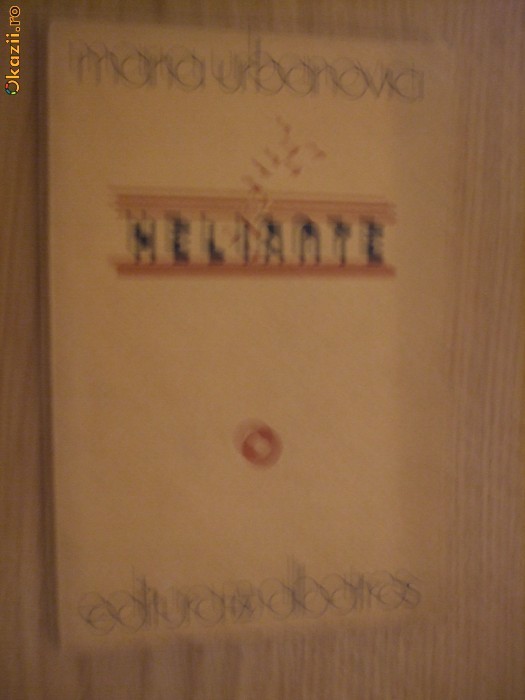 Okazii.ro
maria urbanovici
HELIANTE
editura albatros